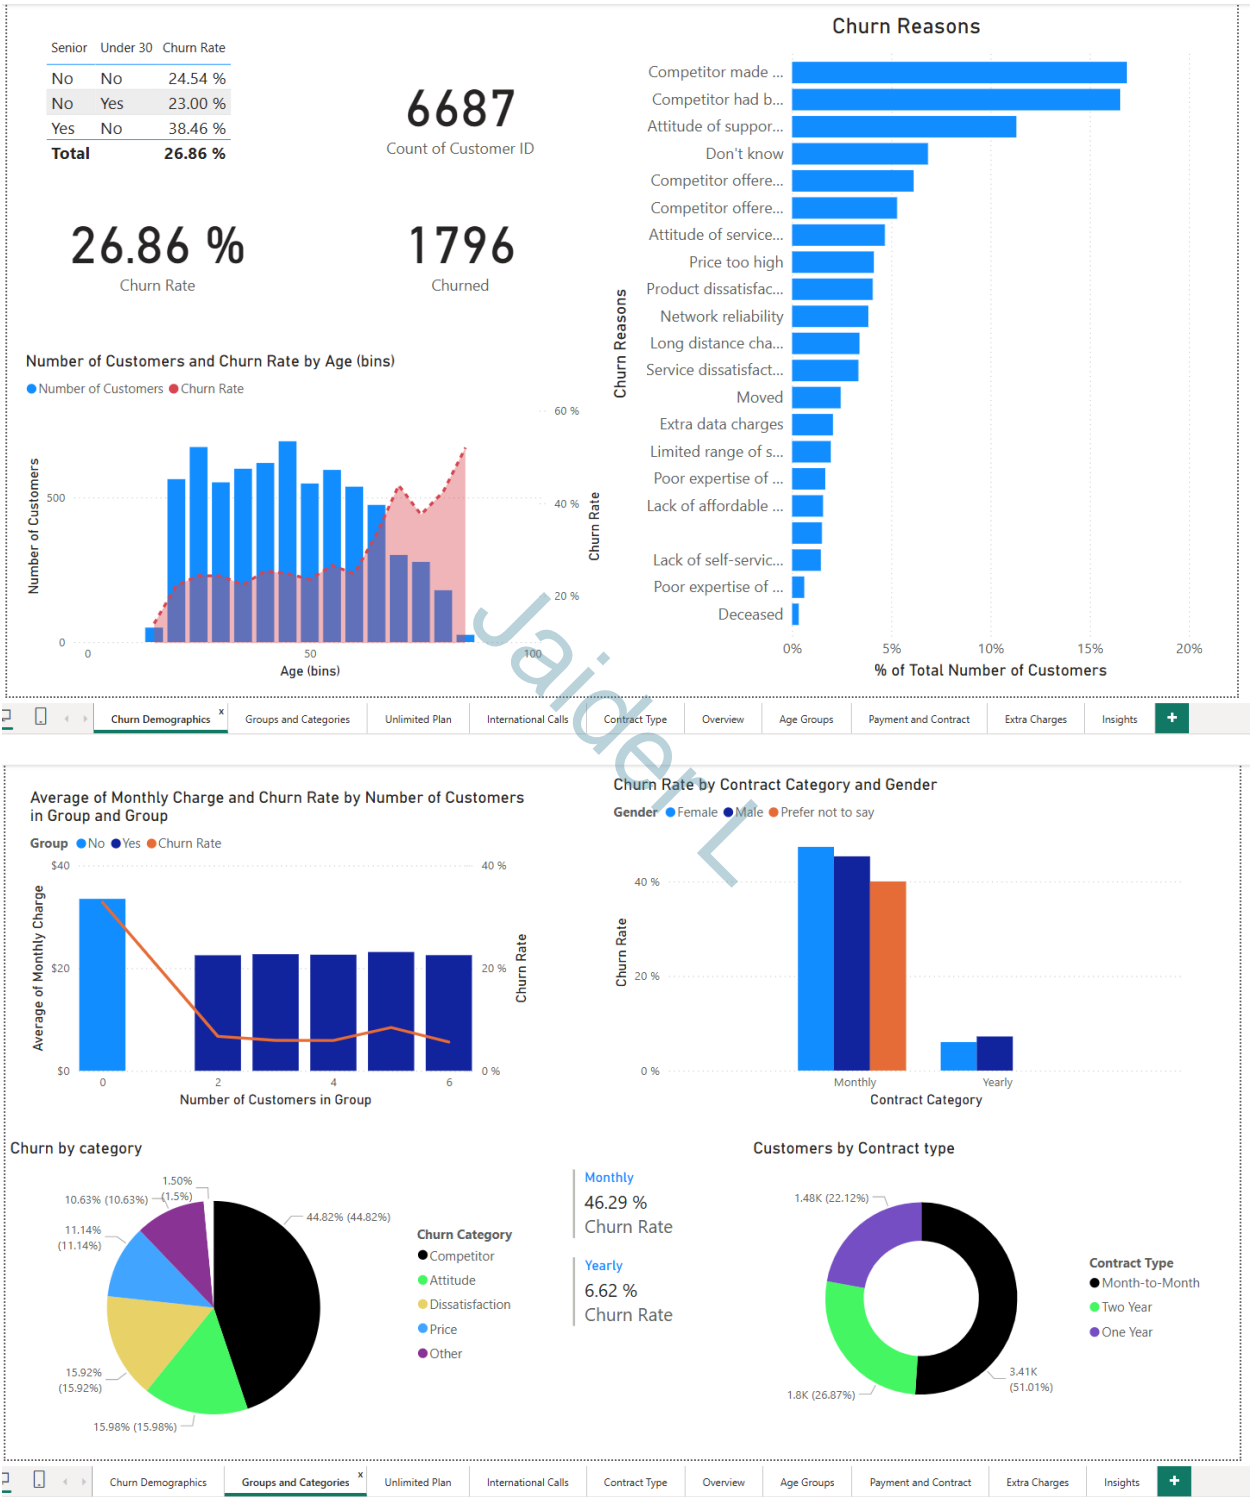 Senior Under 30 Churn Rate
No No 24.54 %
No Yes 23.00 %
Yes No 38.46 %
Total 26.86 %
6687
Count of Customer ID
26.86 %
Churn Rate
1796
Churned
Number of Customers and Churn Rate by Age (bins)
Number of Customers Churn Rate
Number of Customers
500
0
60 %
40 %
20 %
Churn Rate
0 50 100
Age (bins)
Churn Reasons
Churn Reasons
Competitor made ...
Competitor had b...
Attitude of suppor...
Don't know
Competitor offere...
Competitor offere...
Attitude of service...
Price too high
Product dissatisfac...
Network reliability
Long distance cha...
Service dissatisfact...
Moved
Extra data charges
Limited range of s...
Poor expertise of ...
Lack of affordable ...
Lack of self-servic...
Poor expertise of ...
Deceased
0% 5% 10% 15% 20%
% of Total Number of Customers
Churn Demographics x Groups and Categories Unlimited Plan International Calls Contract Type Overview Age Groups Payment and Contract Extra Charges Insights +
Jaider L
Average of Monthly Charge and Churn Rate by Number of Customers
in Group and Group
Group No Yes Churn Rate
Average of Monthly Charge
$40
$20
$0
40 %
20 %
0 %
Churn Rate
0 2 4 6
Number of Customers in Group
Churn Rate by Contract Category and Gender
Gender Female Male Prefer not to say
Churn Rate
40 %
20 %
0 %
Monthly Yearly
Contract Category
Churn by category
1.50%
(1.5%)
10.63% (10.63%)
11.14%
(11.14%)
44.82% (44.82%)
15.92%
(15.92%)
15.98% (15.98%)
Churn Category
Competitor
Attitude
Dissatisfaction
Price
Other
Monthly
46.29 %
Churn Rate
Yearly
6.62 %
Churn Rate
Customers by Contract type
1.48K (22.12%)
1.8K (26.87%)
3.41K
(51.01%)
Contract Type
Month-to-Month
Two Year
One Year
Churn Demographics Groups and Categories x Unlimited Plan International Calls Contract Type Overview Age Groups Payment and Contract Extra Charges Insights +